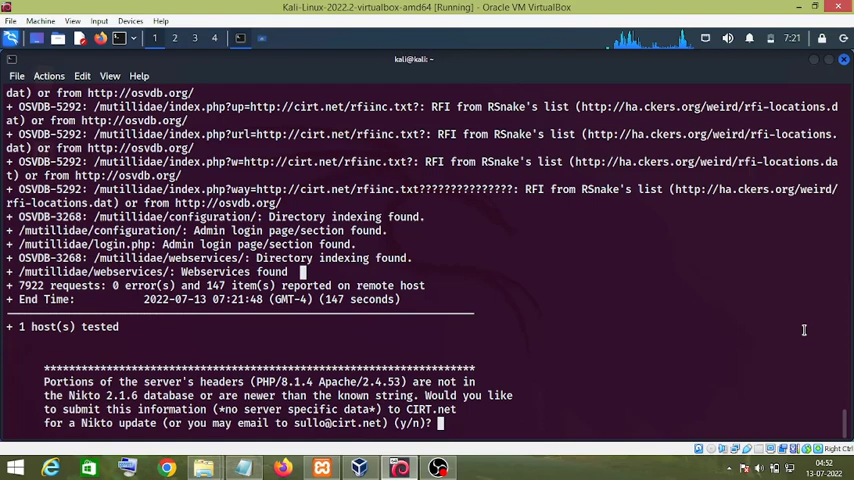 Kali-Linux-2022.2-virtualbox-amd64 [Running] - Oracle VM VirtualBox
File Machine View Input Devices Help
1 2 3 4 7:21
kali@kali: ~
File Actions Edit View Help
dat) or from http://osvdb.org/
+ OSVDB-5292: /mutillidae/index.php?up=http://cirt.net/rfiinc.txt?: RFI from RSnake's list (http://ha.ckers.org/weird/rfi-locations.d
at) or from http://osvdb.org/
+ OSVDB-5292: /mutillidae/index.php?url=http://cirt.net/rfiinc.txt?: RFI from RSnake's list (http://ha.ckers.org/weird/rfi-locations.
dat) or from http://osvdb.org/
+ OSVDB-5292: /mutillidae/index.php?w=http://cirt.net/rfiinc.txt?: RFI from RSnake's list (http://ha.ckers.org/weird/rfi-locations.da
t) or from http://osvdb.org/
+ OSVDB-5292: /mutillidae/index.php?way=http://cirt.net/rfiinc.txt???????????????: RFI from RSnake's list (http://ha.ckers.org/weird/
rfi-locations.dat) or from http://osvdb.org/
+ OSVDB-3268: /mutillidae/configuration/: Directory indexing found.
+ /mutillidae/configuration/: Admin login page/section found.
+ /mutillidae/login.php: Admin login page/section found.
+ OSVDB-3268: /mutillidae/webservices/: Directory indexing found.
+ /mutillidae/webservices/: Webservices found
+ 7922 requests: 0 error(s) and 147 item(s) reported on remote host
+ End Time: 2022-07-13 07:21:48 (GMT-4) (147 seconds)
+ 1 host(s) tested
*********************************************************************
Portions of the server's headers (PHP/8.1.4 Apache/2.4.53) are not in
the Nikto 2.1.6 database or are newer than the known string. Would you like
to submit this information (*no server specific data*) to CIRT.net
for a Nikto update (or you may email to sullo@cirt.net) (y/n)?
Right Ctrl
04:52
13-07-2022